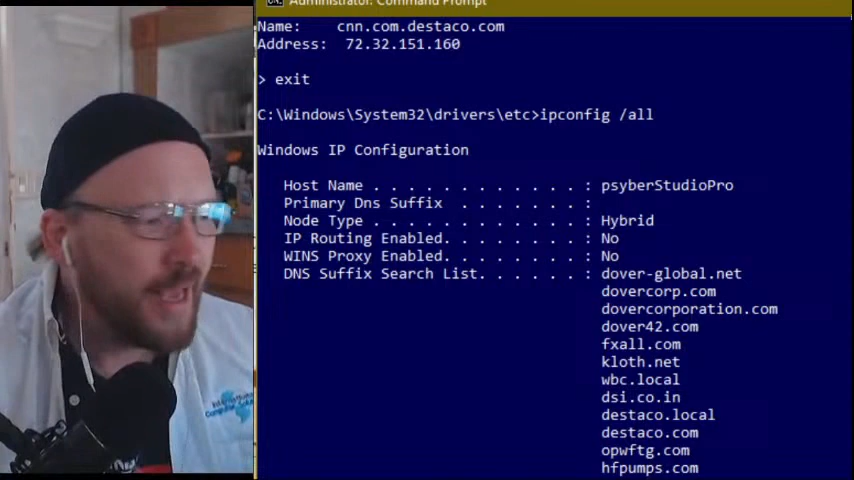 Administrator: Command Prompt
Name:    cnn.com.destaco.com
Address:  72.32.151.160
> exit
C:\Windows\System32\drivers\etc>ipconfig /all
Windows IP Configuration
Host Name . . . . . . . . . . . . : psyberStudioPro
Primary Dns Suffix  . . . . . . . :
Node Type . . . . . . . . . . . . : Hybrid
IP Routing Enabled. . . . . . . . : No
WINS Proxy Enabled. . . . . . . . : No
DNS Suffix Search List. . . . . . : dover-global.net
dovercorp.com
dovercorporation.com
dover42.com
fxall.com
kloth.net
wbc.local
dsi.co.in
destaco.local
destaco.com
opwftg.com
hfpumps.com
International
Computer